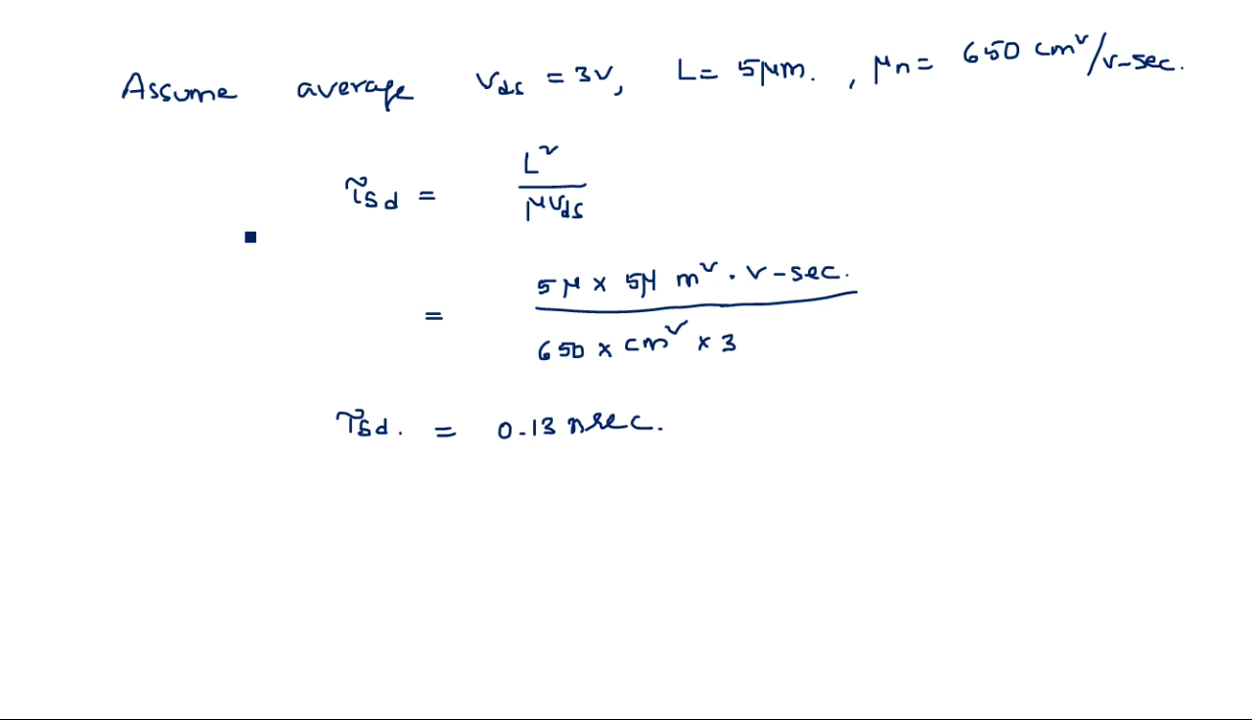 Assume average Vds = 3V, L = 5μm. , μn = 650 cm²/v-sec.
τsd = L² / μVds
= 5μ × 5μ m² . v-sec. / 650 × cm² × 3
τsd. = 0.13 nsec.